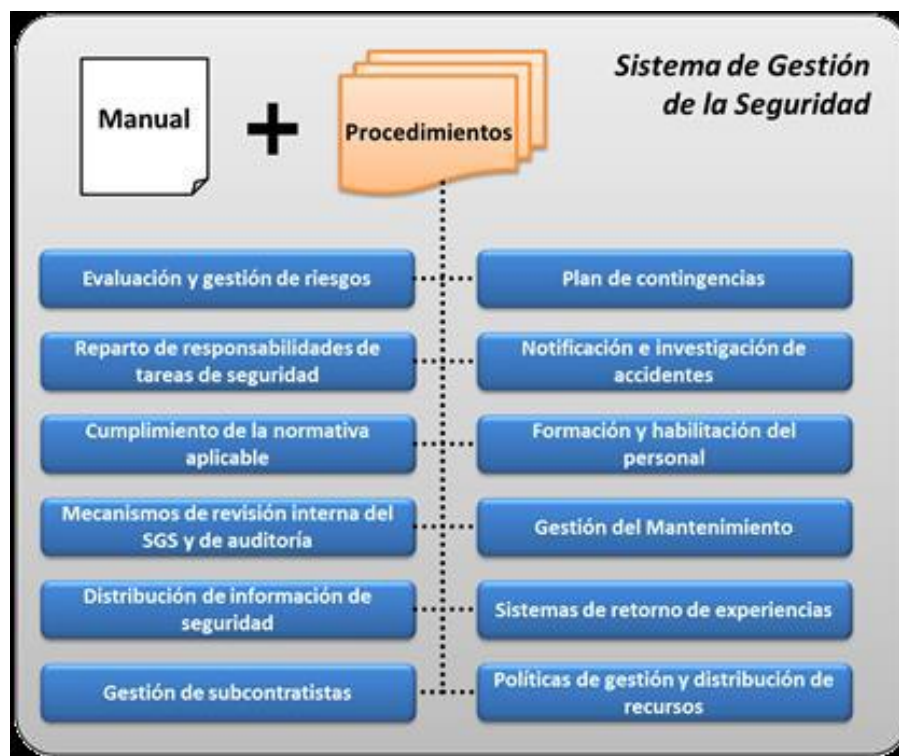 Sistema de Gestión
de la Seguridad
Manual
+
Procedimientos
Evaluación y gestión de riesgos
Plan de contingencias
Reparto de responsabilidades de
tareas de seguridad
Notificación e investigación de
accidentes
Cumplimiento de la normativa
aplicable
Formación y habilitación del
personal
Mecanismos de revisión interna del
SGS y de auditoría
Gestión del Mantenimiento
Distribución de información de
seguridad
Sistemas de retorno de experiencias
Gestión de subcontratistas
Políticas de gestión y distribución de
recursos